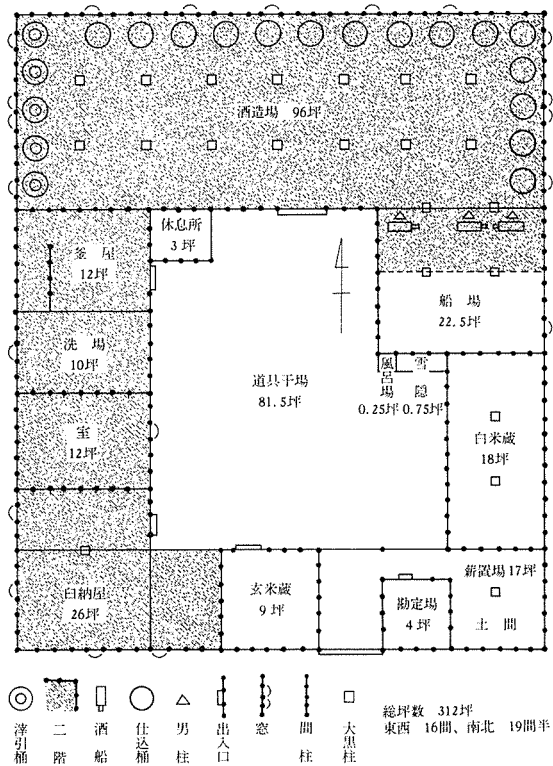 酒造場 96坪
休息所
3 坪
釜屋
12坪
洗場
10坪
室
12坪
臼納屋
26坪
道具干場
81.5坪
船場
22.5坪
風呂場
0.25坪
雪隠
0.75坪
白米蔵
18坪
玄米蔵
9 坪
勘定場
4坪
薪置場17坪
土間
滓引桶
二階
酒船
仕込桶
男柱
出入口
窓
間柱
大黒柱
総坪数 312坪
東西 16間、南北 19間半